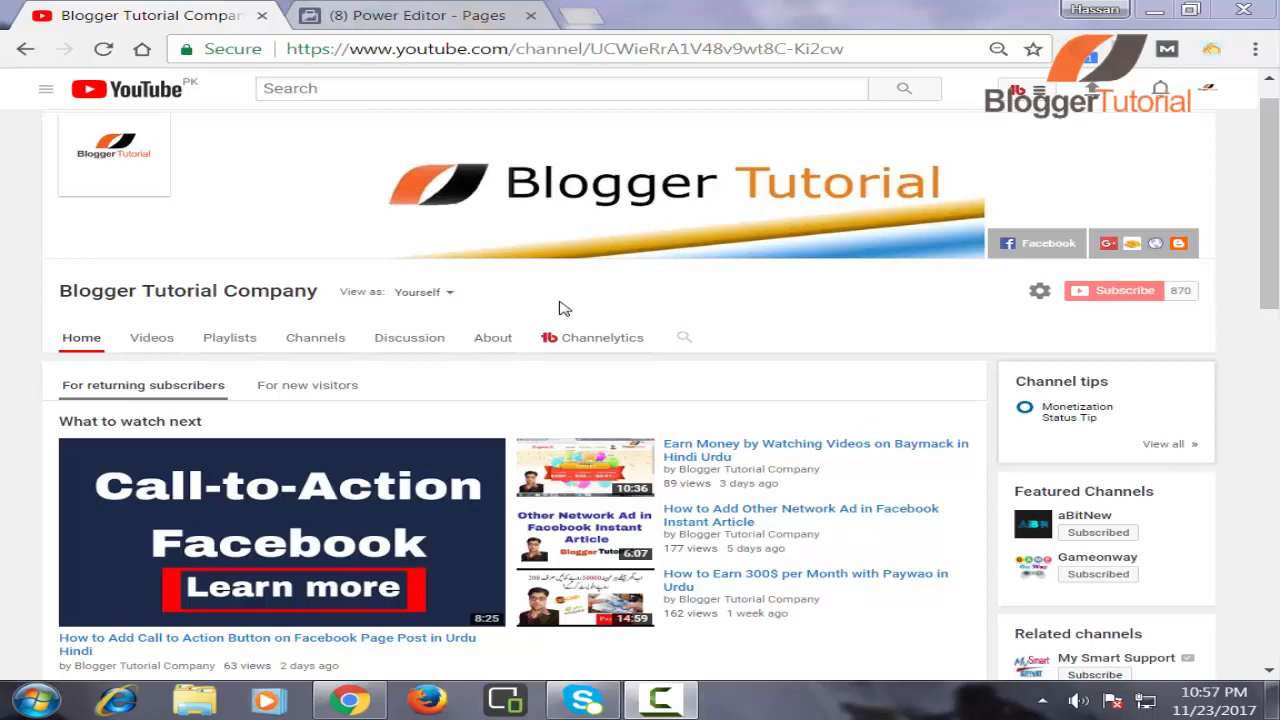 Blogger Tutorial Compan
(8) Power Editor - Pages
Hassan
Secure
https://www.youtube.com/channel/UCWieRrA1V48v9wt8C-Ki2cw
YouTube PK
Search
BloggerTutorial
Blogger Tutorial
Blogger Tutorial
Facebook
Blogger Tutorial Company
View as: Yourself
Subscribe 870
Home Videos Playlists Channels Discussion About Channelytics
For returning subscribers
For new visitors
What to watch next
Call-to-Action
Facebook
Learn more
8:25
How to Add Call to Action Button on Facebook Page Post in Urdu
Hindi
by Blogger Tutorial Company 63 views 2 days ago
10:36
Earn Money by Watching Videos on Baymack in
Hindi Urdu
by Blogger Tutorial Company
89 views 3 days ago
Other Network Ad in
Facebook Instant
Article
6:07
How to Add Other Network Ad in Facebook
Instant Article
by Blogger Tutorial Company
177 views 5 days ago
14:59
How to Earn 300$ per Month with Paywao in
Urdu
by Blogger Tutorial Company
162 views 1 week ago
Channel tips
Monetization
Status Tip
View all »
Featured Channels
aBitNew
Subscribed
Gameonway
Subscribed
Related channels
My Smart Support
Subscribe
10:57 PM
11/23/2017